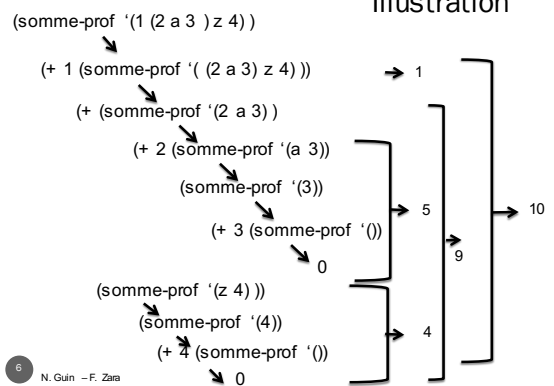 Illustration
(somme-prof ‘(1 (2 a 3 ) z 4) )
(+ 1 (somme-prof ‘( (2 a 3) z 4) ))
1
(+ (somme-prof ‘(2 a 3) )
(+ 2 (somme-prof ‘(a 3))
(somme-prof ‘(3))
(+ 3 (somme-prof ‘())
0
5
10
9
(somme-prof ‘(z 4) ))
(somme-prof ‘(4))
(+ 4 (somme-prof ‘())
0
4
6
N. Guin – F. Zara